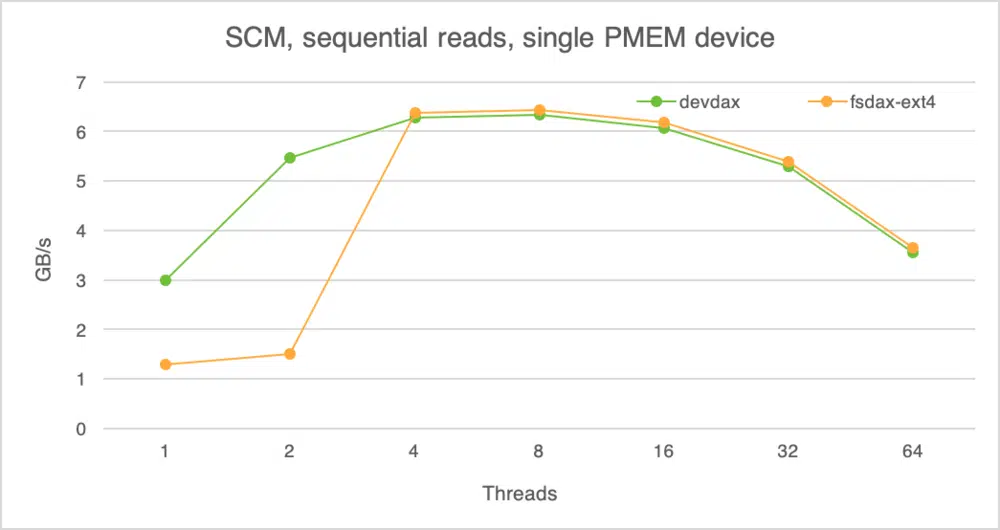 SCM, sequential reads, single PMEM device
7
devdax
fsdax-ext4
6
5
4
GB/s
3
2
1
0
1 2 4 8 16 32 64
Threads